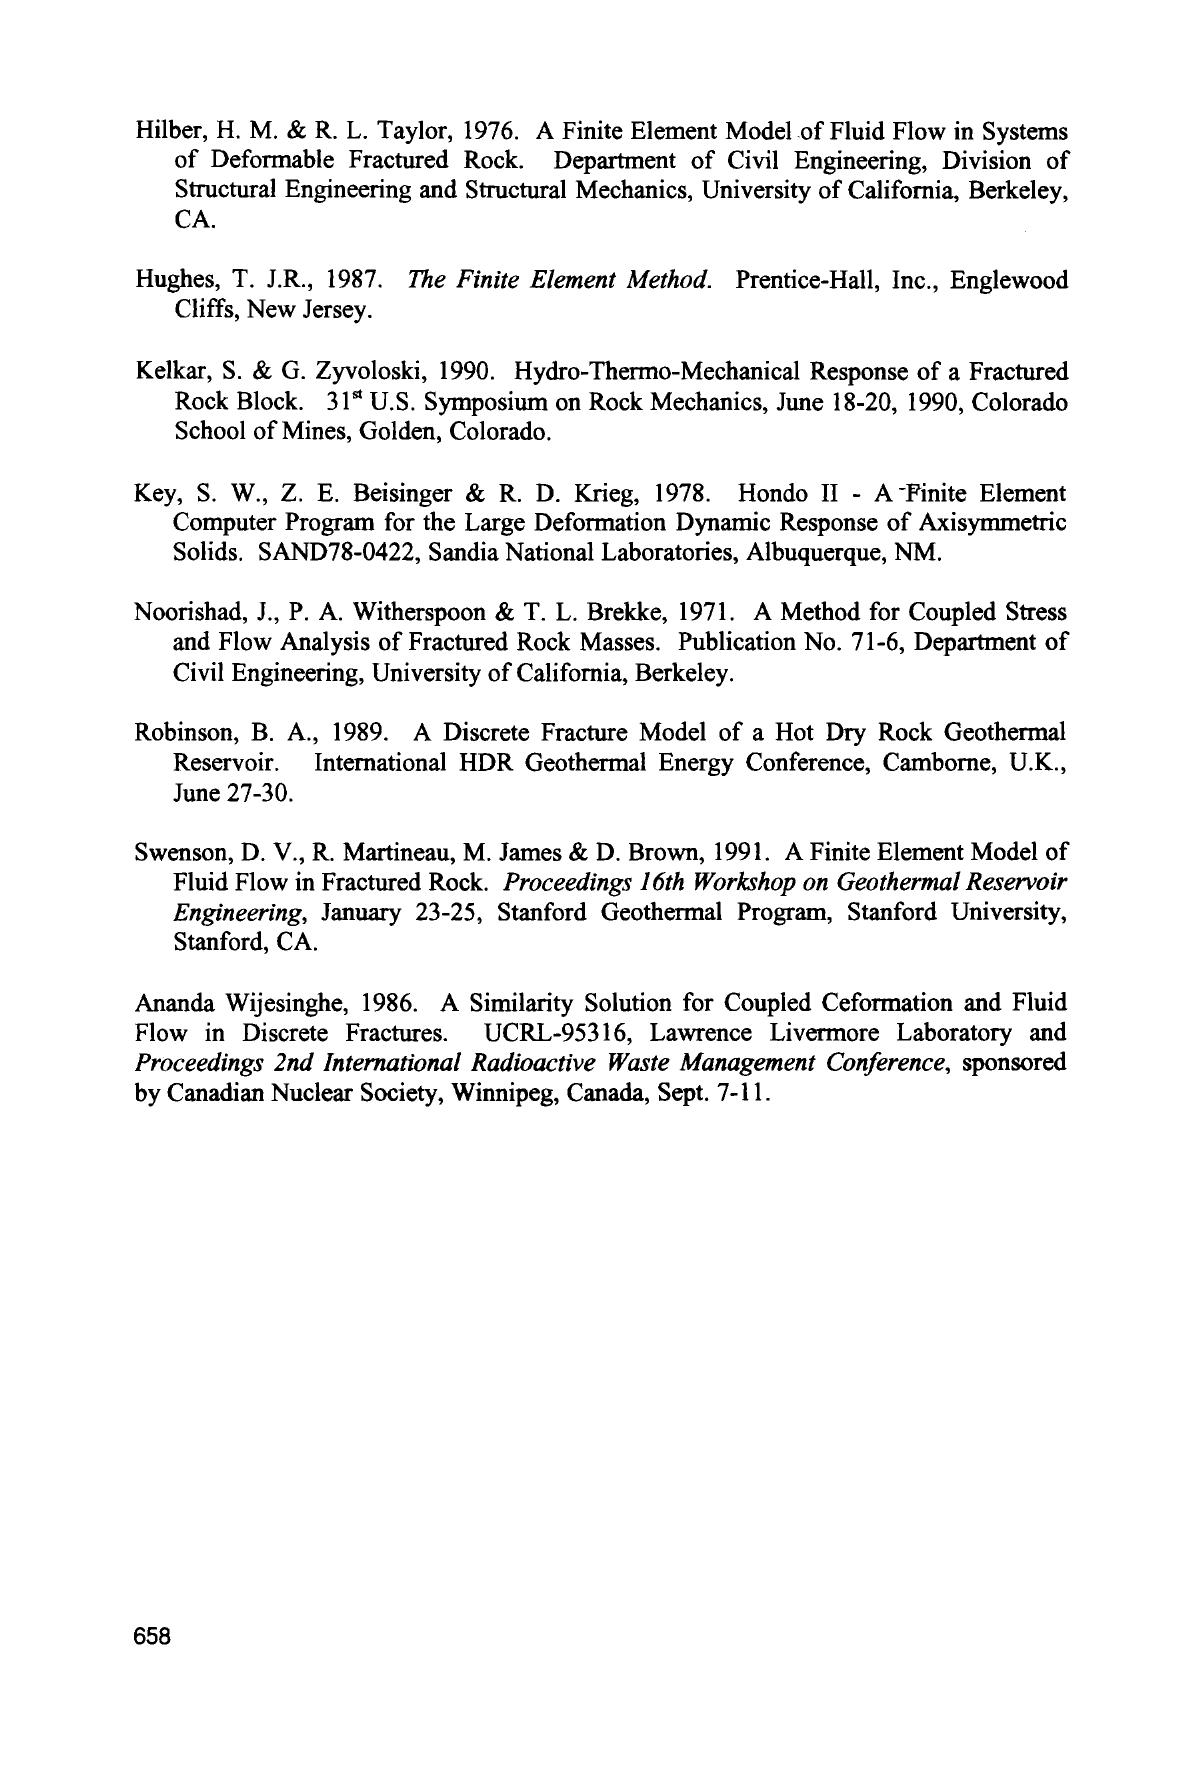 Hilber, H. M. & R. L. Taylor, 1976. A Finite Element Model of Fluid Flow in Systems
of Deformable Fractured Rock. Department of Civil Engineering, Division of
Structural Engineering and Structural Mechanics, University of California, Berkeley,
CA.
Hughes, T. J.R., 1987. The Finite Element Method. Prentice-Hall, Inc., Englewood
Cliffs, New Jersey.
Kelkar, S. & G. Zyvoloski, 1990. Hydro-Thermo-Mechanical Response of a Fractured
Rock Block. 31st U.S. Symposium on Rock Mechanics, June 18-20, 1990, Colorado
School of Mines, Golden, Colorado.
Key, S. W., Z. E. Beisinger & R. D. Krieg, 1978. Hondo II - A Finite Element
Computer Program for the Large Deformation Dynamic Response of Axisymmetric
Solids. SAND78-0422, Sandia National Laboratories, Albuquerque, NM.
Noorishad, J., P. A. Witherspoon & T. L. Brekke, 1971. A Method for Coupled Stress
and Flow Analysis of Fractured Rock Masses. Publication No. 71-6, Department of
Civil Engineering, University of California, Berkeley.
Robinson, B. A., 1989. A Discrete Fracture Model of a Hot Dry Rock Geothermal
Reservoir. International HDR Geothermal Energy Conference, Camborne, U.K.,
June 27-30.
Swenson, D. V., R. Martineau, M. James & D. Brown, 1991. A Finite Element Model of
Fluid Flow in Fractured Rock. Proceedings 16th Workshop on Geothermal Reservoir
Engineering, January 23-25, Stanford Geothermal Program, Stanford University,
Stanford, CA.
Ananda Wijesinghe, 1986. A Similarity Solution for Coupled Ceformation and Fluid
Flow in Discrete Fractures. UCRL-95316, Lawrence Livermore Laboratory and
Proceedings 2nd International Radioactive Waste Management Conference, sponsored
by Canadian Nuclear Society, Winnipeg, Canada, Sept. 7-11.
658